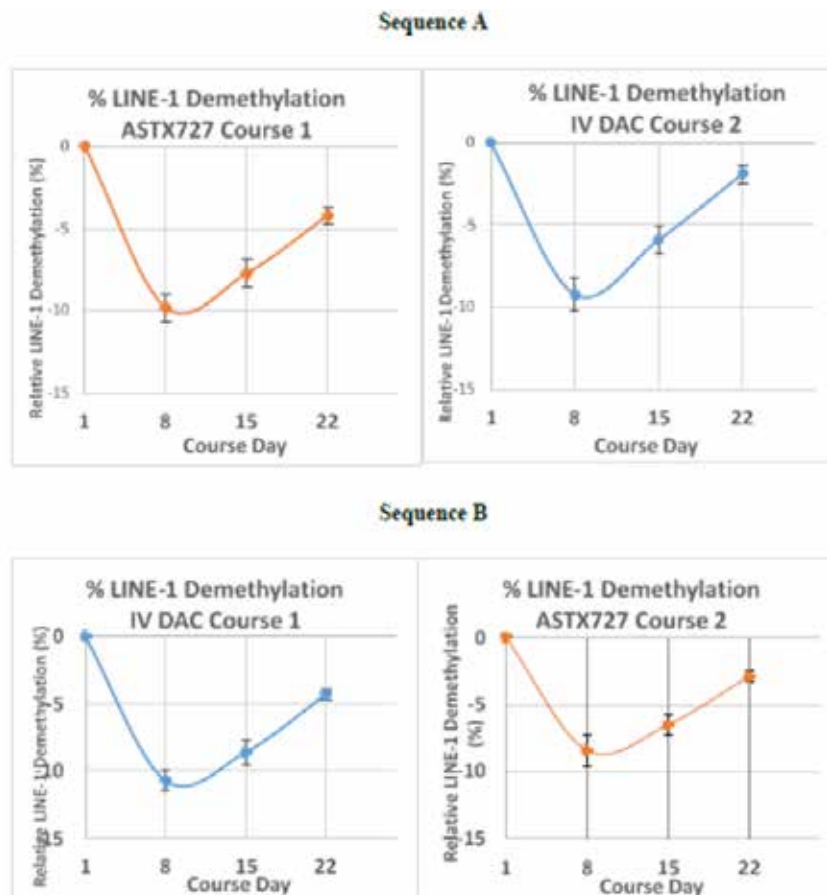 Sequence A
% LINE-1 Demethylation
ASTX727 Course 1
Relative LINE-1 Demethylation (%)
0
-5
-10
-15
1 8 15 22
Course Day
% LINE-1 Demethylation
IV DAC Course 2
Relative LINE-1 Demethylation (%)
0
-5
-10
-15
1 8 15 22
Course Day
Sequence B
% LINE-1 Demethylation
IV DAC Course 1
Relative LINE-1 Demethylation (%)
0
-5
10
15
1 8 15 22
Course Day
% LINE-1 Demethylation
ASTX727 Course 2
Relative LINE-1 Demethylation
(%)
0
-5
10
15
1 8 15 22
Course Day